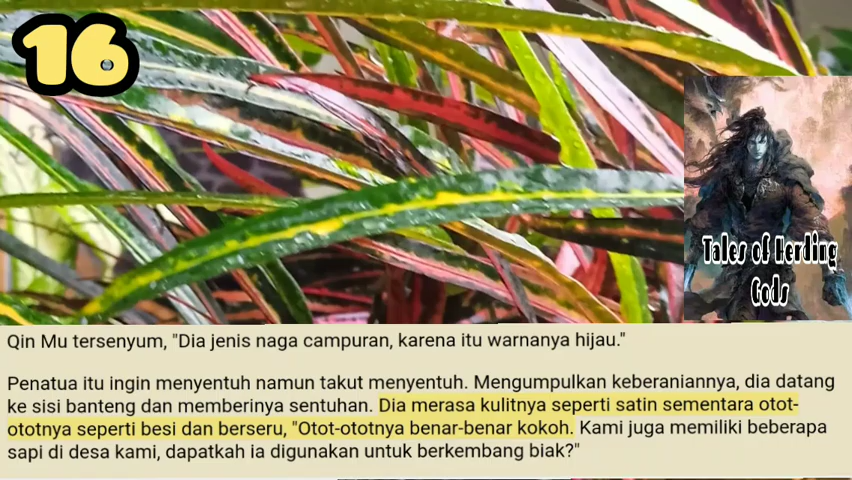 16
Tales of Herding
Gods
Qin Mu tersenyum, "Dia jenis naga campuran, karena itu warnanya hijau."
Penatua itu ingin menyentuh namun takut menyentuh. Mengumpulkan keberaniannya, dia datang
ke sisi banteng dan memberinya sentuhan. Dia merasa kulitnya seperti satin sementara otot-
ototnya seperti besi dan berseru, "Otot-ototnya benar-benar kokoh. Kami juga memiliki beberapa
sapi di desa kami, dapatkah ia digunakan untuk berkembang biak?"